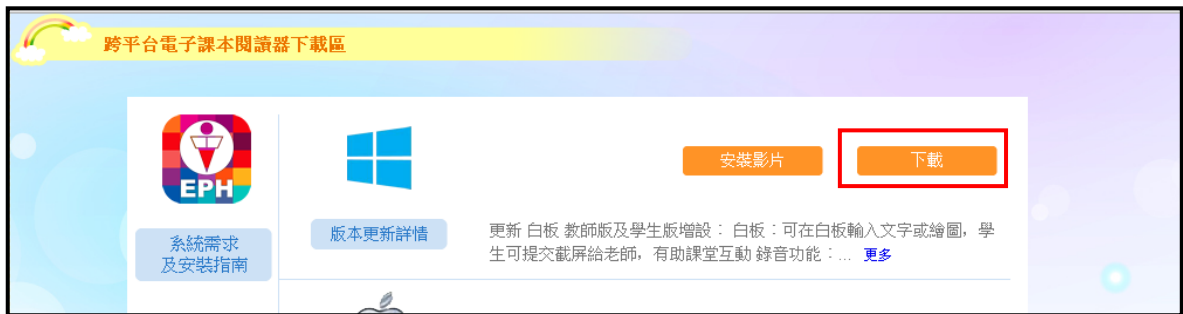 跨平台電子課本閱讀器下載區
EPH
系統需求
及安裝指南
版本更新詳情
安裝影片
下載
更新 白板 教師版及學生版增設： 白板：可在白板輸入文字或繪圖，學
生可提交截屏給老師，有助課堂互動 錄音功能：... 更多